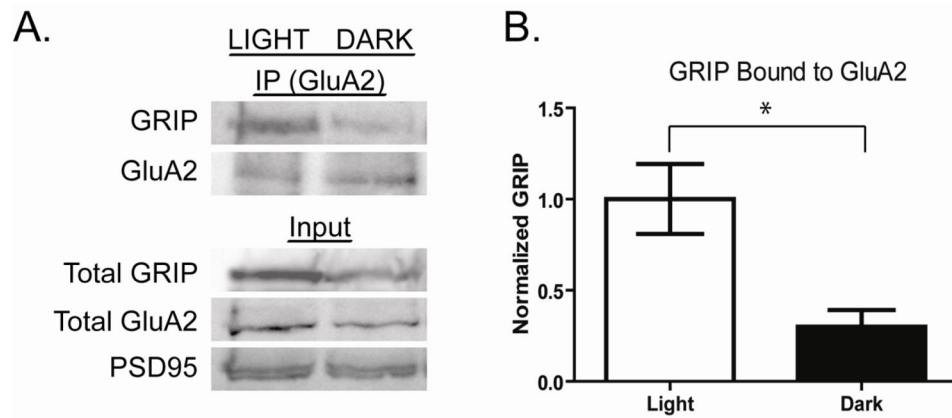 A.
LIGHT DARK
IP (GluA2)
GRIP
GluA2
Input
Total GRIP
Total GluA2
PSD95
B.
GRIP Bound to GluA2
*
Normalized GRIP
1.5
1.0
0.5
0.0
Light Dark